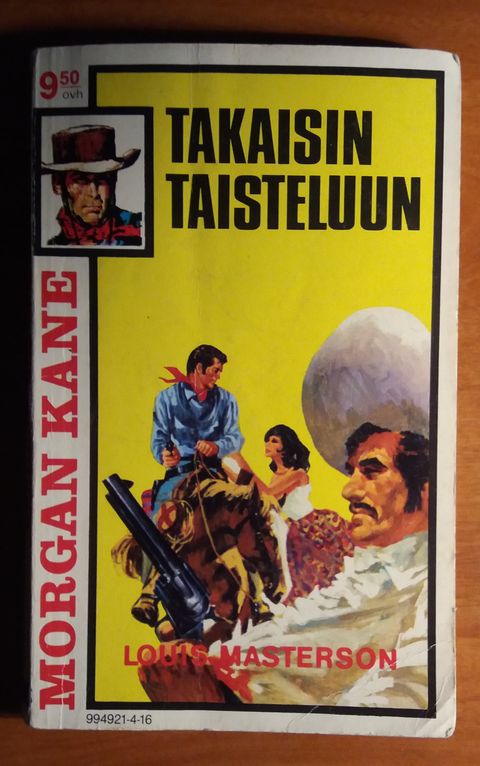 9.50
ovh
TAKAISIN
TAISTELUUN
MORGAN KANE
LOUIS MASTERSON
994921-4-16